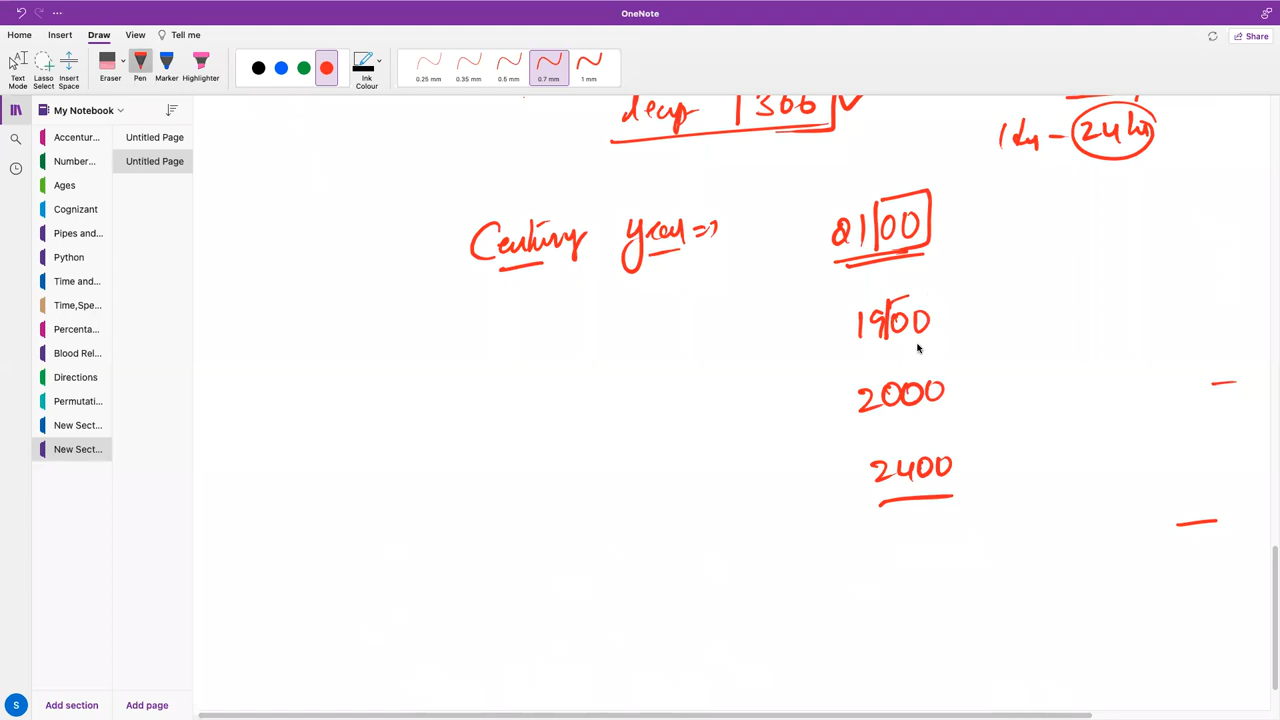 OneNote
Home Insert Draw View Tell me
Share
Text Mode
Lasso Select
Insert Space
Eraser
Pen
Marker
Highlighter
Ink Colour
0.25 mm
0.35 mm
0.5 mm
0.7 mm
1 mm
My Notebook
Accentur...
Number...
Ages
Cognizant
Pipes and...
Python
Time and...
Time,Spe...
Percenta...
Blood Rel...
Directions
Permutati...
New Sect...
New Sect...
Untitled Page
Untitled Page
leap 366
1 day - 24 hr
Century year =>
2100
1900
2000
2400
S
Add section
Add page